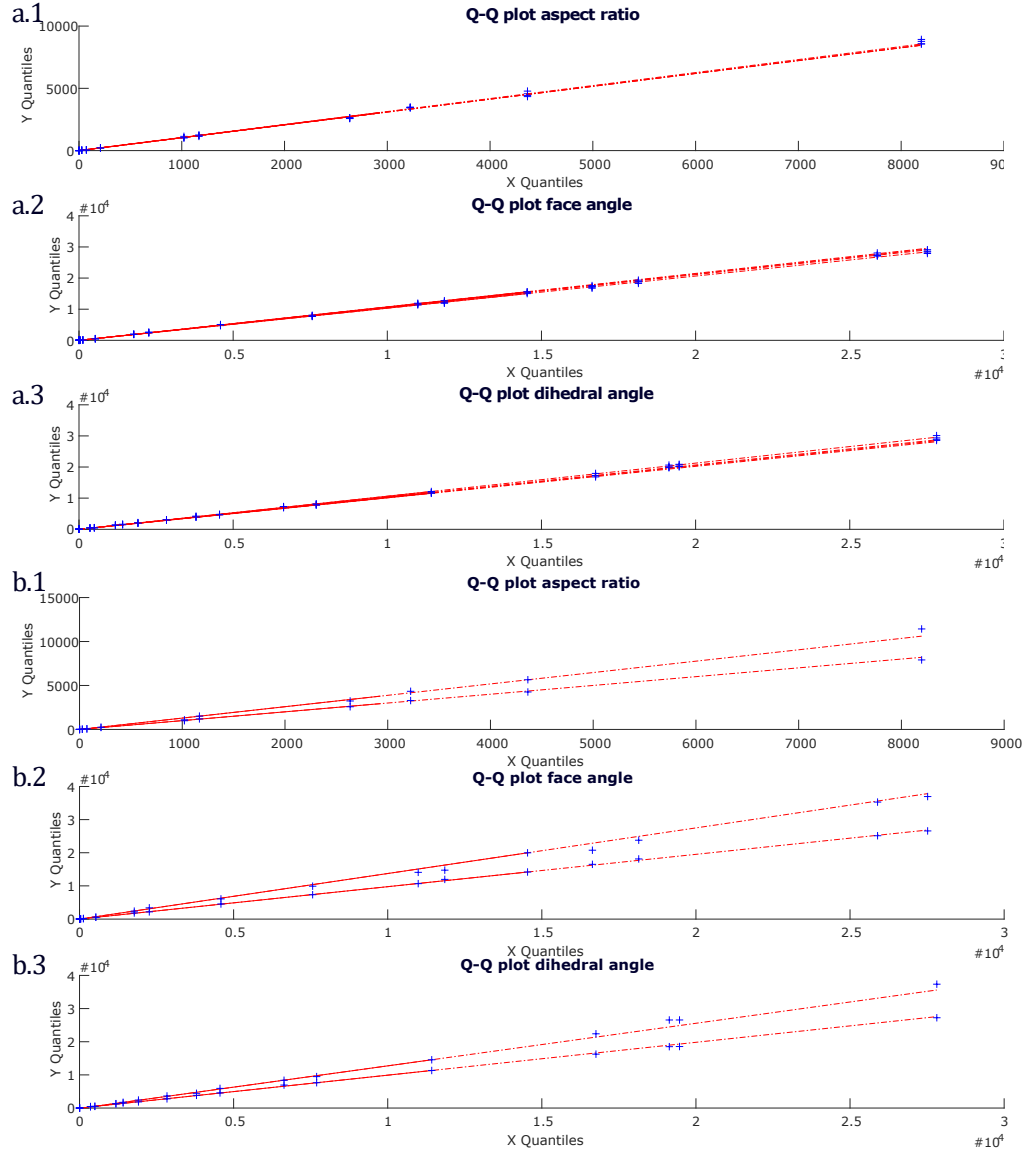 a.1
Q-Q plot aspect ratio
10000
5000
0
Y Quantiles
0 1000 2000 3000 4000 5000 6000 7000 8000 900
X Quantiles
a.2
#10⁴
Q-Q plot face angle
4
3
2
1
0
Y Quantiles
0 0.5 1 1.5 2 2.5 3
X Quantiles
#10⁴
a.3
#10⁴
Q-Q plot dihedral angle
4
3
2
1
0
Y Quantiles
0 0.5 1 1.5 2 2.5
X Quantiles
#10⁴
b.1
Q-Q plot aspect ratio
15000
10000
5000
0
Y Quantiles
0 1000 2000 3000 4000 5000 6000 7000 8000 9000
X Quantiles
b.2
#10⁴
Q-Q plot face angle
4
3
2
1
0
Y Quantiles
0 0.5 1 1.5 2 2.5 3
X Quantiles
#10⁴
b.3
#10⁴
Q-Q plot dihedral angle
4
3
2
1
0
Y Quantiles
0 0.5 1 1.5 2 2.5 3
X Quantiles
#10⁴